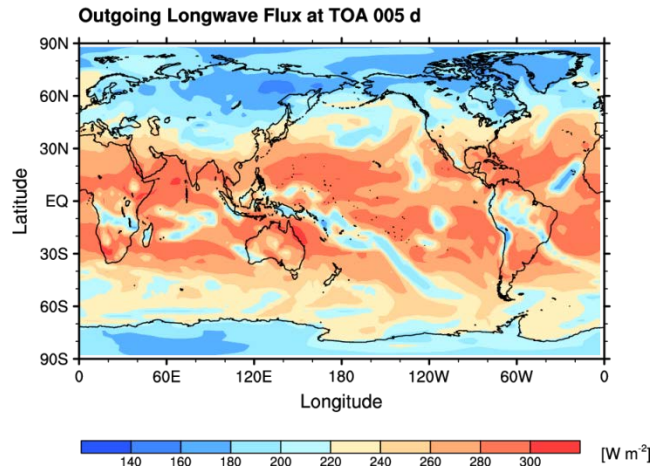 Outgoing Longwave Flux at TOA 005 d
90N
60N
30N
EQ
30S
60S
90S
Latitude
0 60E 120E 180 120W 60W 0
Longitude
140 160 180 200 220 240 260 280 300 [W m-2]